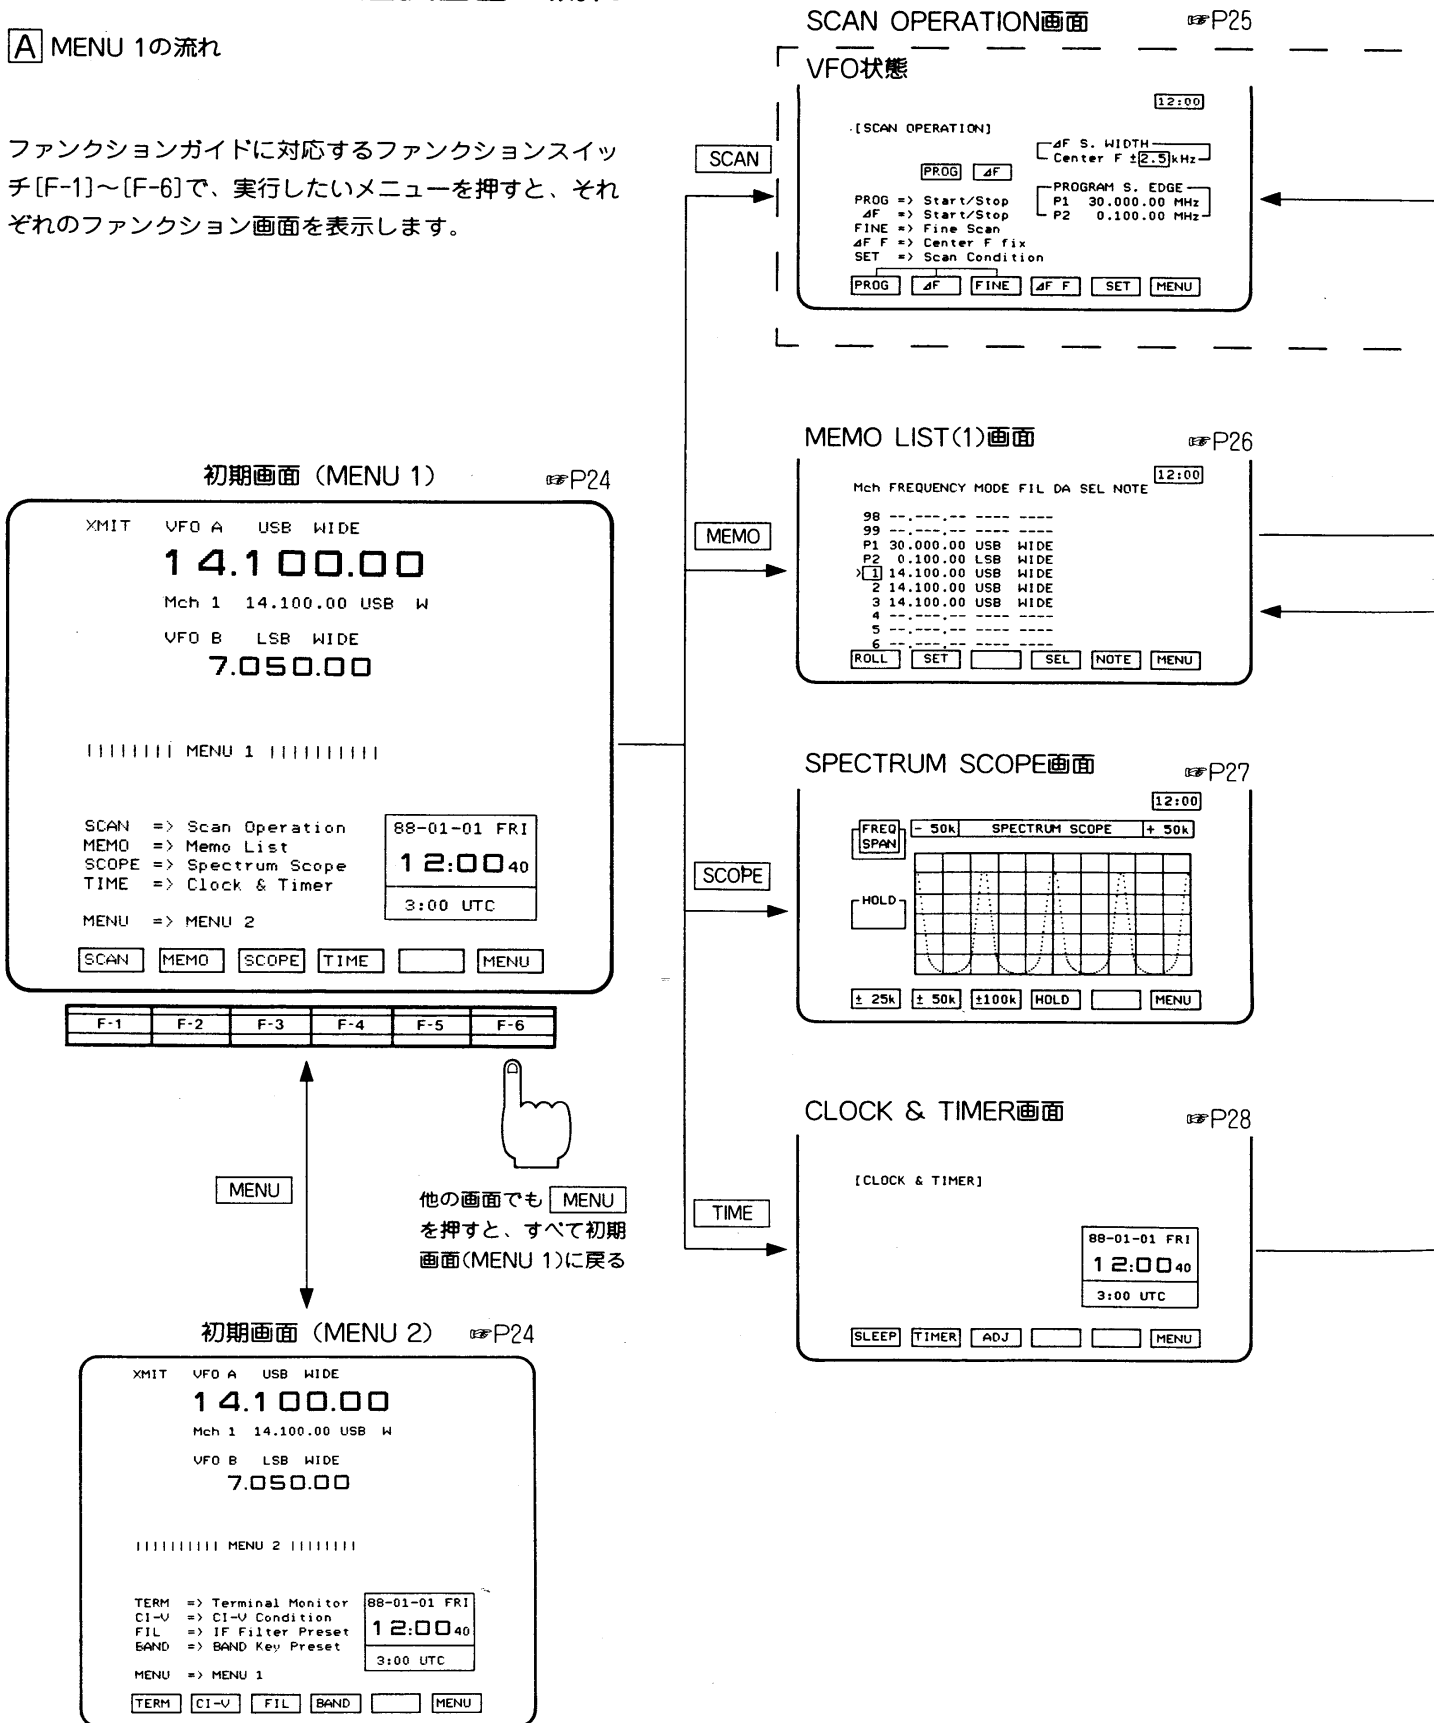 A MENU 1の流れ
ファンクションガイドに対応するファンクションスイッ
チ[F-1]～[F-6]で、実行したいメニューを押すと、それ
ぞれのファンクション画面を表示します。
初期画面（MENU 1） ☞P24
XMIT VFO A USB WIDE
14.100.00
Mch 1 14.100.00 USB W
VFO B LSB WIDE
7.050.00
|||||||| MENU 1 ||||||||||
SCAN => Scan Operation
MEMO => Memo List
SCOPE => Spectrum Scope
TIME => Clock & Timer
MENU => MENU 2
88-01-01 FRI
12:00 40
3:00 UTC
SCAN MEMO SCOPE TIME MENU
F-1 F-2 F-3 F-4 F-5 F-6
MENU
他の画面でも MENU
を押すと、すべて初期
画面(MENU 1)に戻る
初期画面（MENU 2） ☞P24
XMIT VFO A USB WIDE
14.100.00
Mch 1 14.100.00 USB W
VFO B LSB WIDE
7.050.00
|||||||||| MENU 2 ||||||||
TERM => Terminal Monitor
CI-V => CI-V Condition
FIL => IF Filter Preset
BAND => BAND Key Preset
MENU => MENU 1
88-01-01 FRI
12:00 40
3:00 UTC
TERM CI-V FIL BAND MENU
SCAN
SCAN OPERATION画面 ☞P25
VFO状態
12:00
[SCAN OPERATION]
⊿F S. WIDTH
Center F ±2.5kHz
PROG ⊿F
PROGRAM S. EDGE
P1 30.000.00 MHz
P2 0.100.00 MHz
PROG => Start/Stop
⊿F => Start/Stop
FINE => Fine Scan
⊿F F => Center F fix
SET => Scan Condition
PROG ⊿F FINE ⊿F F SET MENU
MEMO
MEMO LIST(1)画面 ☞P26
12:00
Mch FREQUENCY MODE FIL DA SEL NOTE
98 --.---.-- ---- ----
99 --.---.-- ---- ----
P1 30.000.00 USB WIDE
P2 0.100.00 LSB WIDE
>1 14.100.00 USB WIDE
2 14.100.00 USB WIDE
3 14.100.00 USB WIDE
4 --.---.-- ---- ----
5 --.---.-- ---- ----
6 --.---.-- ---- ----
ROLL SET SEL NOTE MENU
SCOPE
SPECTRUM SCOPE画面 ☞P27
12:00
FREQ SPAN
- 50k SPECTRUM SCOPE + 50k
HOLD
± 25k ± 50k ±100k HOLD MENU
TIME
CLOCK & TIMER画面 ☞P28
[CLOCK & TIMER]
88-01-01 FRI
12:00 40
3:00 UTC
SLEEP TIMER ADJ MENU